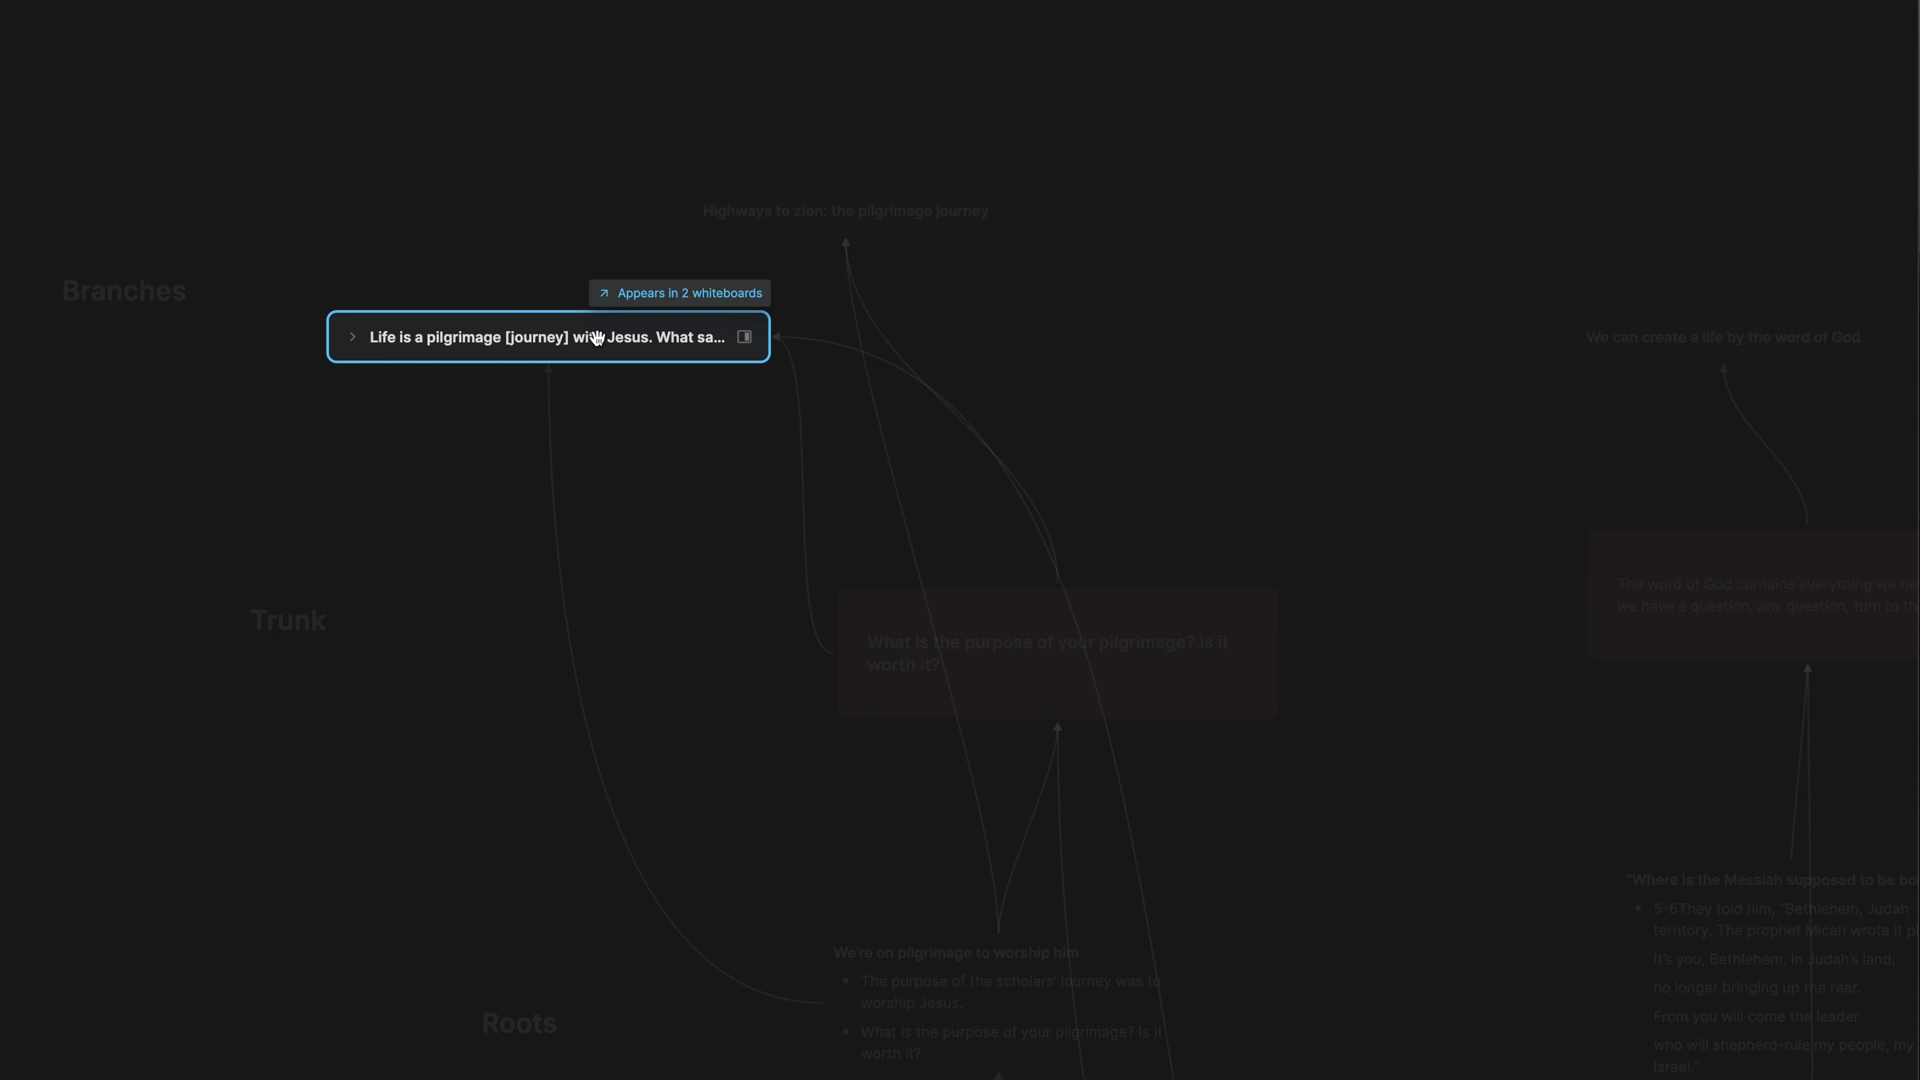 Highways to zion: the pilgrimage journey
Branches
Appears in 2 whiteboards
Life is a pilgrimage [journey] with Jesus. What sa...
We can create a life by the word of God
The word of God contains everything we ne
we have a question, any question, turn to th
Trunk
What is the purpose of your pilgrimage? Is it
worth it?
"Where is the Messiah supposed to be bo
5-6They told him, "Bethlehem, Judah
territory. The prophet Micah wrote it pl
It's you, Bethlehem, in Judah's land,
no longer bringing up the rear.
From you will come the leader
who will shepherd-rule my people, my
Israel."
We're on pilgrimage to worship him
The purpose of the scholars' journey was to
worship Jesus.
What is the purpose of your pilgrimage? Is it
worth it?
Roots